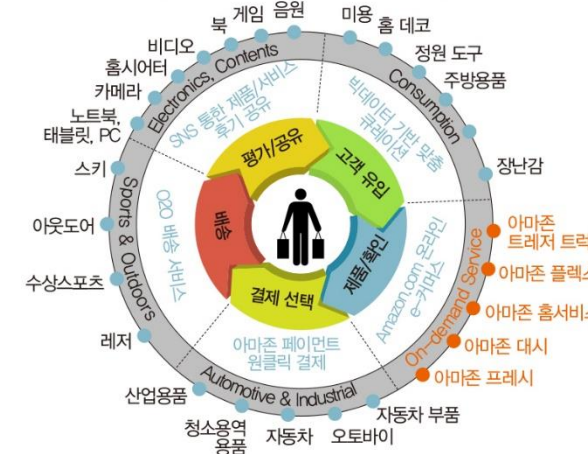 음원
게임
북
비디오
홈시어터
카메라
노트북,
태블릿, PC
스키
아웃도어
수상스포츠
레저
산업용품
청소용역
용품
자동차
오토바이
자동차 부품
미용
홈 데코
정원 도구
주방용품
장난감
아마존
트레저 트럭
아마존 플렉스
아마존 홈서비스
아마존 대시
아마존 프레시
Electronics, Contents
Consumption
On-demand Service
Automotive & Industrial
Sports & Outdoors
SNS 통한 제품/서비스
후기 공유
빅데이터 기반 맞춤
큐레이션
Amazon.com 온라인
e-커머스
아마존 페이먼트
원클릭 결제
O2O 배송 서비스
평가/공유
고객 유입
제품/확인
결제 선택
배송